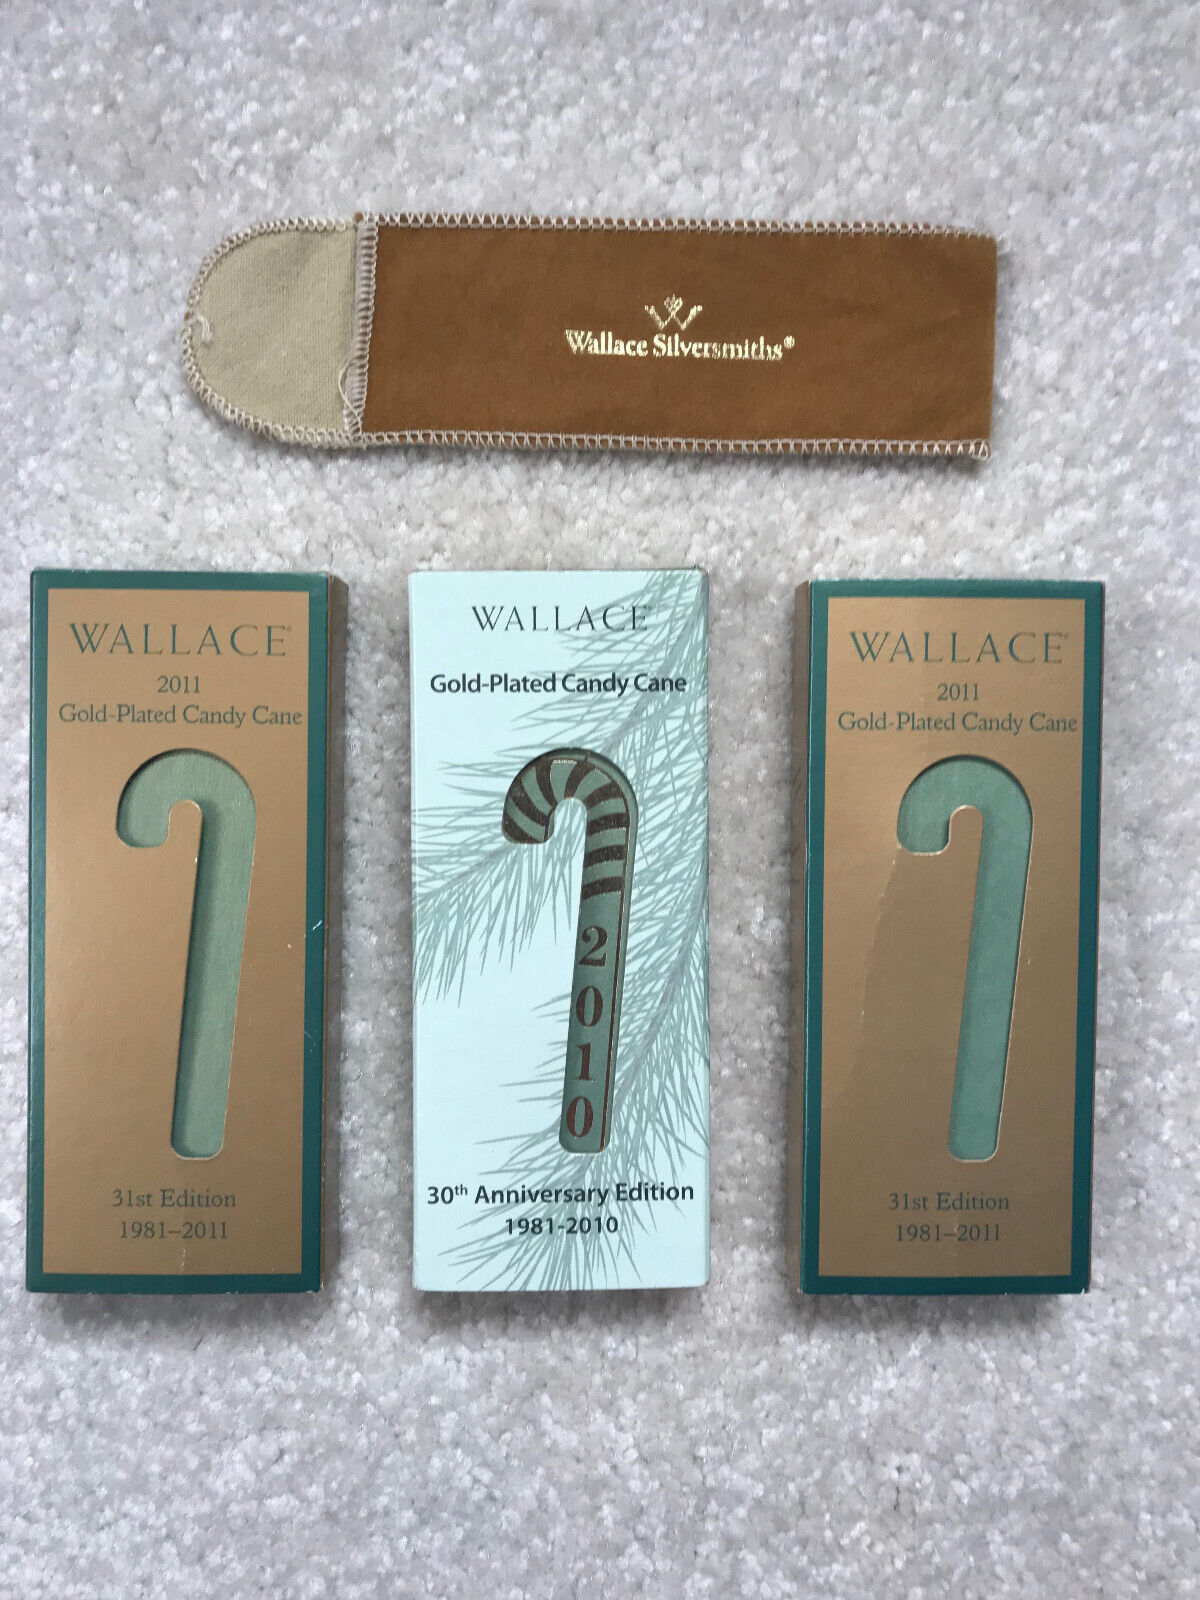 Wallace Silversmiths®
WALLACE®
2011
Gold-Plated Candy Cane
31st Edition
1981–2011
WALLACE®
Gold-Plated Candy Cane
2010
30th Anniversary Edition
1981-2010
WALLACE®
2011
Gold-Plated Candy Cane
31st Edition
1981–2011